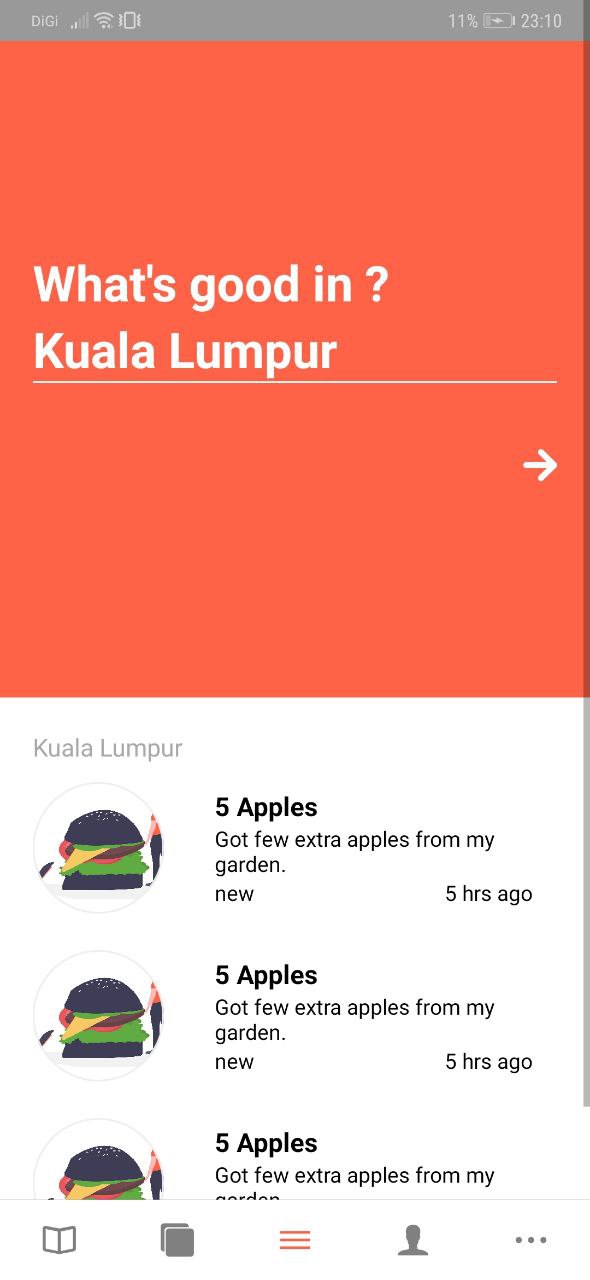 DiGi 11% 23:10
What's good in ?
Kuala Lumpur
Kuala Lumpur
5 Apples
Got few extra apples from my
garden.
new 5 hrs ago
5 Apples
Got few extra apples from my
garden.
new 5 hrs ago
5 Apples
Got few extra apples from my
garden